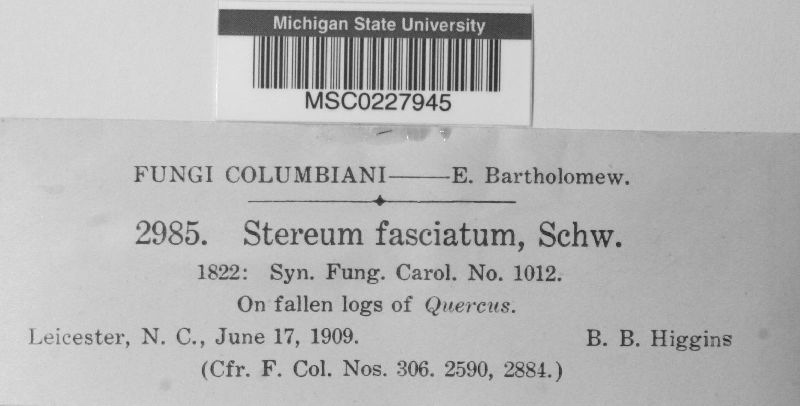 Michigan State University
MSC0227945
FUNGI COLUMBIANI——E. Bartholomew.
2985. Stereum fasciatum, Schw.
1822: Syn. Fung. Carol. No. 1012.
On fallen logs of Quercus.
Leicester, N. C., June 17, 1909. B. B. Higgins
(Cfr. F. Col. Nos. 306. 2590, 2884.)